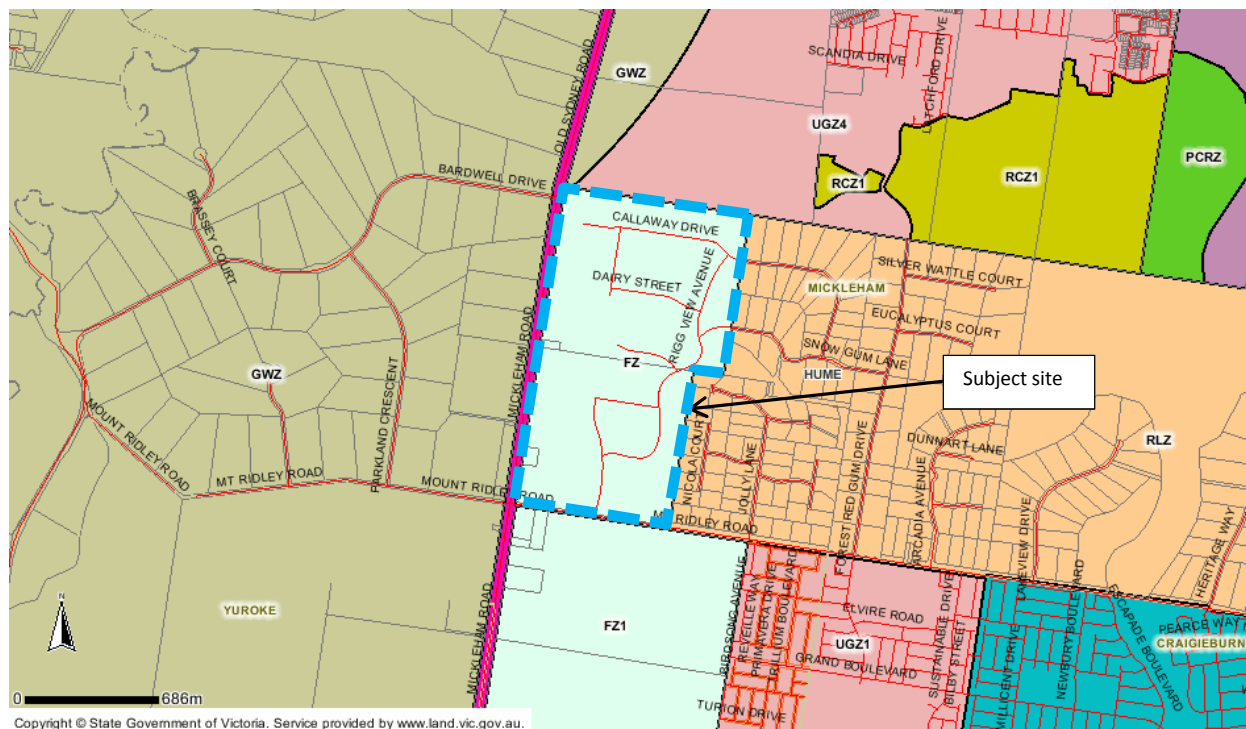 SCANDIA DRIVE
LATCHFORD DRIVE
OLD SYDNEY ROAD
GWZ
UGZ4
PCRZ
RCZ1
RCZ1
BARDWELL DRIVE
BRASSEY COURT
CALLAWAY DRIVE
DAIRY STREET
RIGG VIEW AVENUE
SILVER WATTLE COURT
MICKLEHAM
EUCALYPTUS COURT
SNOW GUM LANE
HUME
Subject site
MICKLEHAM ROAD
FZ
GWZ
PARKLAND CRESCENT
MOUNT RIDLEY ROAD
MT RIDLEY ROAD
MOUNT RIDLEY ROAD
NICOLA COURT
JOLLY LANE
FOREST RED GUM DRIVE
DUNNART LANE
ARCADIA AVENUE
RLZ
LAKEVIEW DRIVE
HERITAGE WAY
MT RIDLEY ROAD
YUROKE
MICKLEHAM ROAD
FZ1
BIRDSONG AVENUE
REVEILLE WAY
PRIMAVERA DRIVE
TRILLIUM BOULEVARD
ELVIRE ROAD
UGZ1
GRAND BOULEVARD
SUSTAINABLE DRIVE
BILBY STREET
MILLICENT DRIVE
NEWBURY BOULEVARD
ESCAPADE BOULEVARD
PEARCE WAY
CRAIGIEBURN
TURION DRIVE
N
0 686m
Copyright © State Government of Victoria. Service provided by www.land.vic.gov.au.